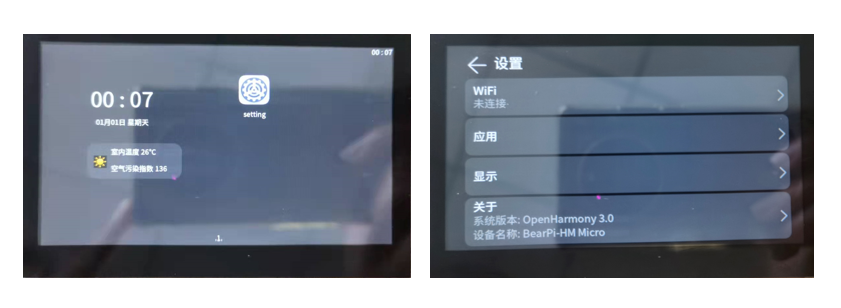 00:07
00:07
01月01日 星期天
室内温度 26℃
空气污染指数 136
setting
设置
WiFi
未连接
应用
显示
关于
系统版本: OpenHarmony 3.0
设备名称: BearPi-HM Micro